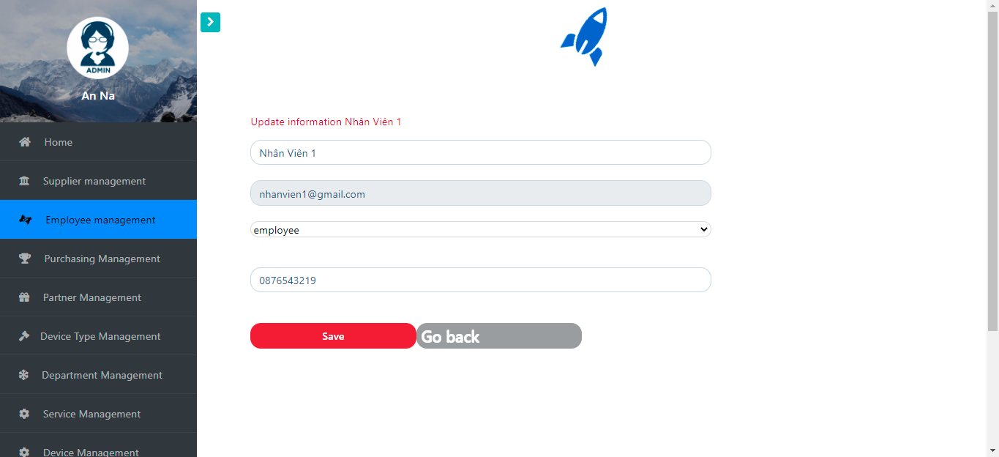 ADMIN
An Na
Home
Supplier management
Employee management
Purchasing Management
Partner Management
Device Type Management
Department Management
Service Management
Device Management
Update information Nhân Viên 1
Nhân Viên 1
nhanvien1@gmail.com
employee
0876543219
Save
Go back